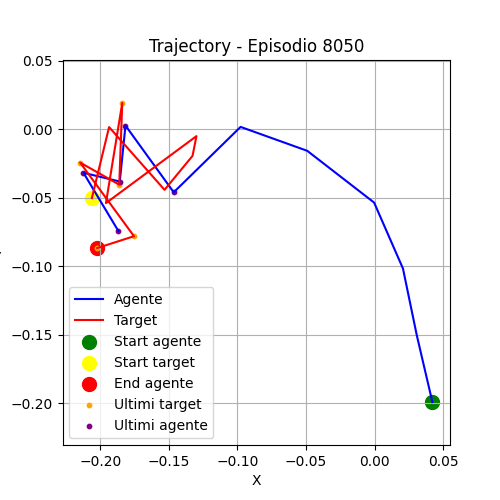 Trajectory - Episodio 8050
0.05
0.00
−0.05
−0.10
−0.15
−0.20
Agente
Target
Start agente
Start target
End agente
Ultimi target
Ultimi agente
−0.20 −0.15 −0.10 −0.05 0.00 0.05
X